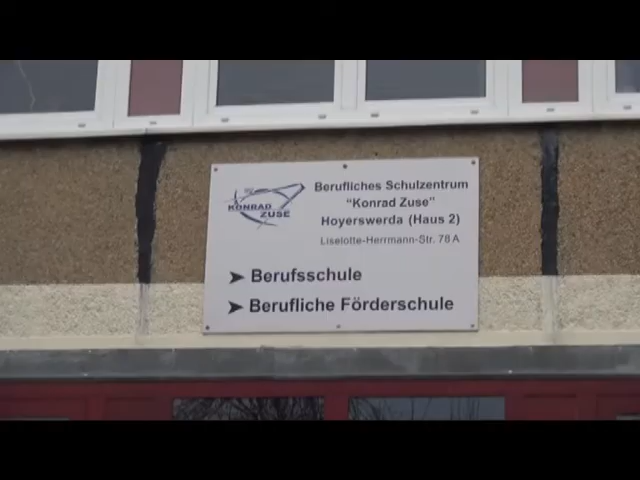 KONRAD
ZUSE
Berufliches Schulzentrum
"Konrad Zuse"
Hoyerswerda (Haus 2)
Liselotte-Herrmann-Str. 78 A
➤ Berufsschule
➤ Berufliche Förderschule